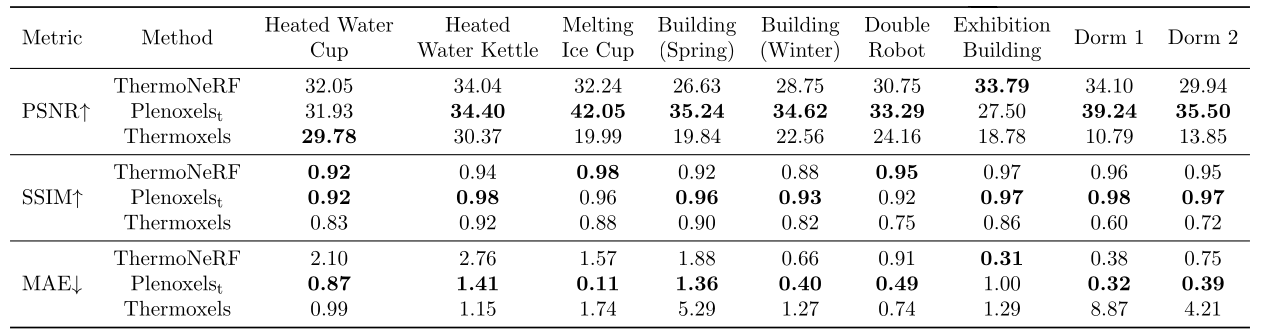 Metric Method Heated Water Cup Heated Water Kettle Melting Ice Cup Building (Spring) Building (Winter) Double Robot Exhibition Building Dorm 1 Dorm 2
ThermoNeRF 32.05 34.04 32.24 26.63 28.75 30.75 33.79 34.10 29.94
PSNR↑ Plenoxelsₜ 31.93 34.40 42.05 35.24 34.62 33.29 27.50 39.24 35.50
Thermoxels 29.78 30.37 19.99 19.84 22.56 24.16 18.78 10.79 13.85
ThermoNeRF 0.92 0.94 0.98 0.92 0.88 0.95 0.97 0.96 0.95
SSIM↑ Plenoxelsₜ 0.92 0.98 0.96 0.96 0.93 0.92 0.97 0.98 0.97
Thermoxels 0.83 0.92 0.88 0.90 0.82 0.75 0.86 0.60 0.72
ThermoNeRF 2.10 2.76 1.57 1.88 0.66 0.91 0.31 0.38 0.75
MAE↓ Plenoxelsₜ 0.87 1.41 0.11 1.36 0.40 0.49 1.00 0.32 0.39
Thermoxels 0.99 1.15 1.74 5.29 1.27 0.74 1.29 8.87 4.21